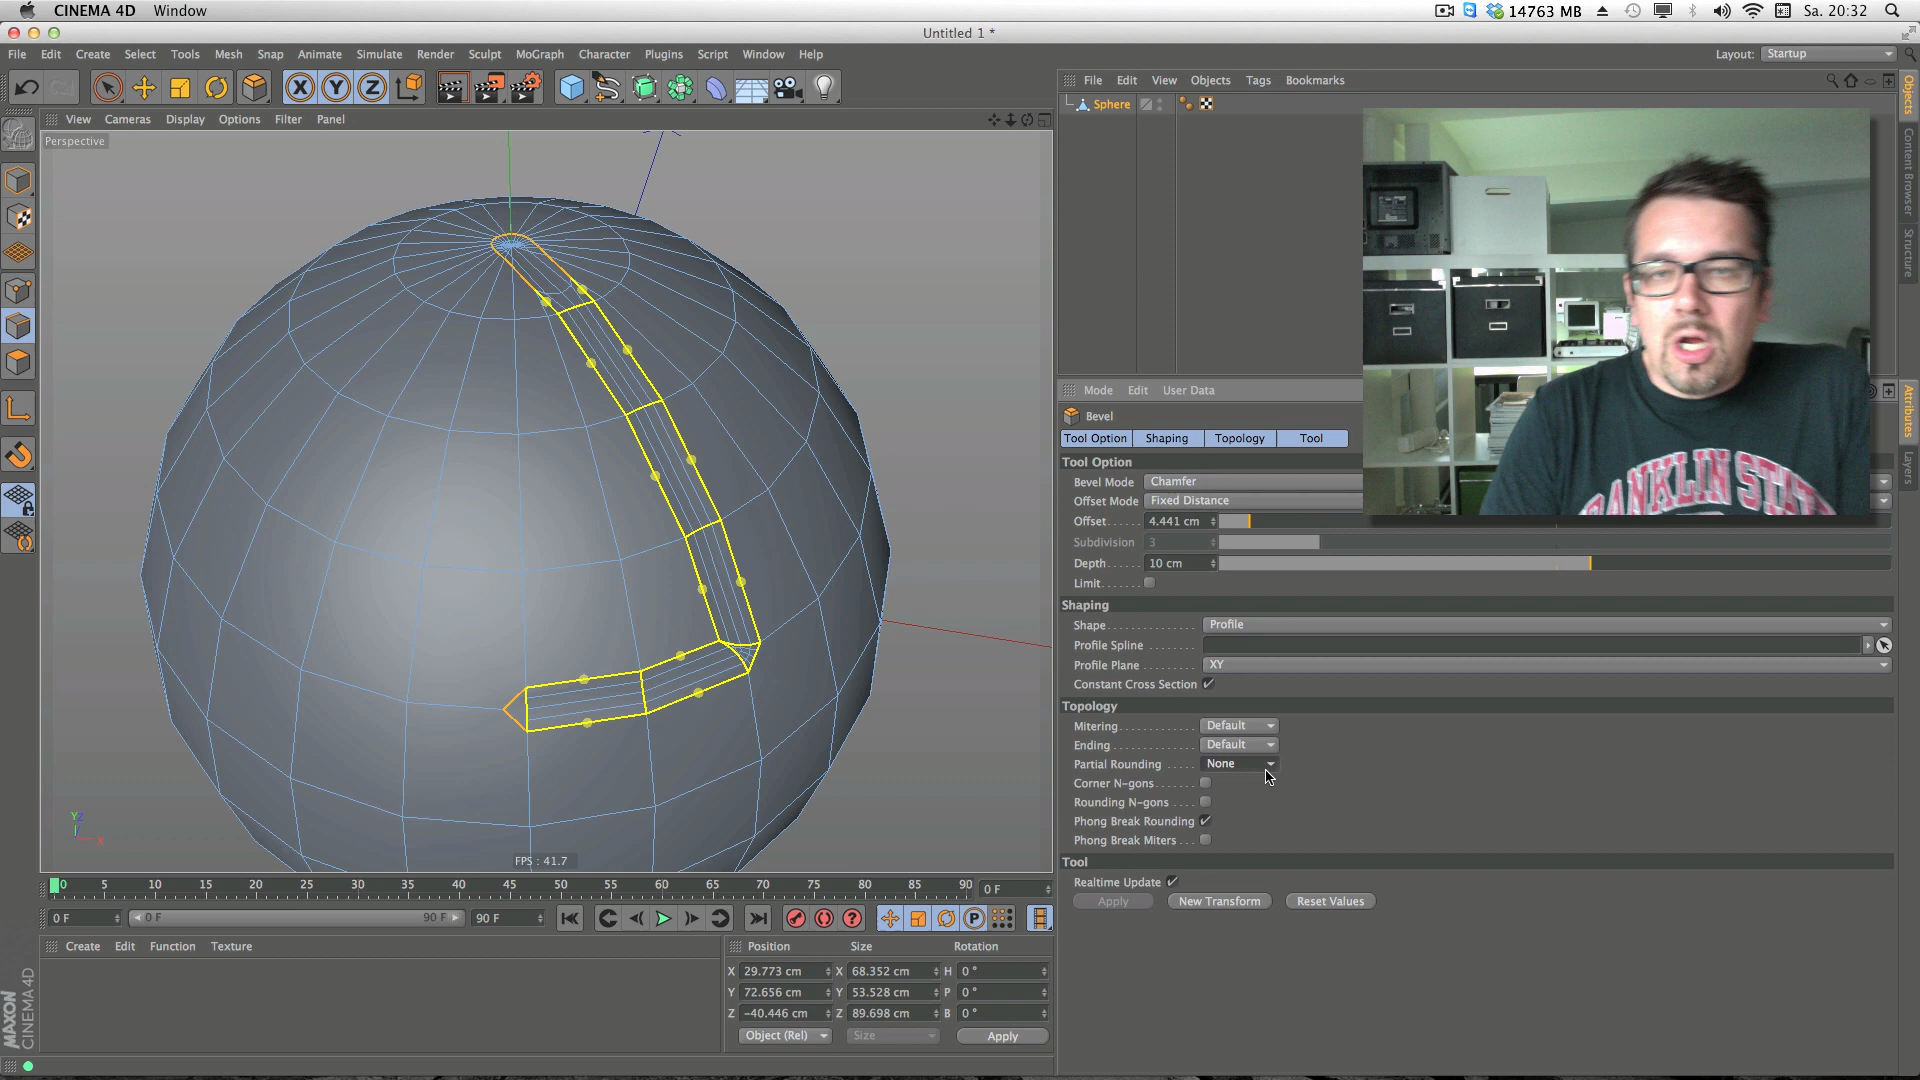 CINEMA 4D Window 14763 MB Sa. 20:32
Untitled 1 *
File Edit Create Select Tools Mesh Snap Animate Simulate Render Sculpt MoGraph Character Plugins Script Window Help Layout: Startup
X Y Z
File Edit View Objects Tags Bookmarks
Sphere
View Cameras Display Options Filter Panel
Perspective
Objects
Content Browser
Structure
FRANKLIN STATE
Mode Edit User Data
Bevel
Tool Option Shaping Topology Tool
Tool Option
Bevel Mode Chamfer
Offset Mode Fixed Distance
Offset..... 4.441 cm
Subdivision 3
Depth..... 10 cm
Limit......
Shaping
Shape........... Profile
Profile Spline ........
Profile Plane ........ XY
Constant Cross Section
Topology
Mitering........... Default
Ending ........... Default
Partial Rounding ..... None
Corner N-gons.......
Rounding N-gons ....
Phong Break Rounding
Phong Break Miters ...
Tool
Realtime Update
Apply New Transform Reset Values
Attributes
Layers
Y
Z
X
FPS : 41.7
0 5 10 15 20 25 30 35 40 45 50 55 60 65 70 75 80 85 90 0 F
0 F 0 F 90 F 90 F
P
Create Edit Function Texture
Position Size Rotation
X 29.773 cm X 68.352 cm H 0 °
Y 72.656 cm Y 53.528 cm P 0 °
Z -40.446 cm Z 89.698 cm B 0 °
Object (Rel) Size Apply
MAXON
CINEMA 4D